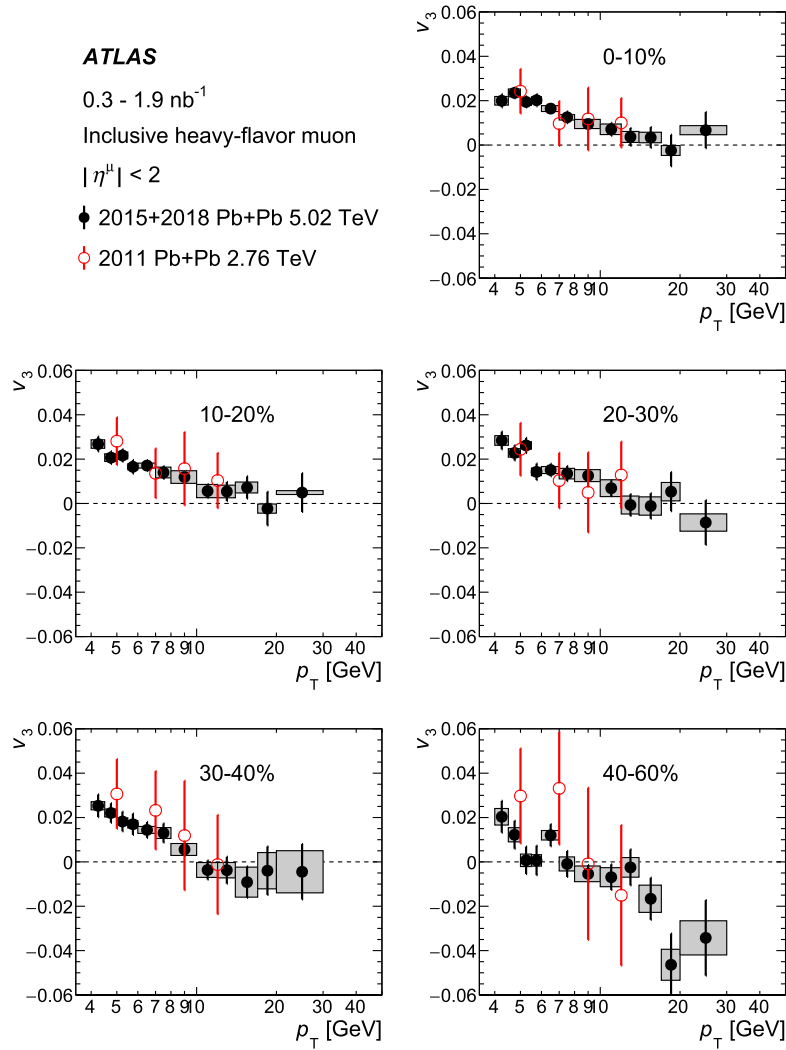 ATLAS
0.3 - 1.9 nb⁻¹
Inclusive heavy-flavor muon
|η^μ| < 2
2015+2018 Pb+Pb 5.02 TeV
2011 Pb+Pb 2.76 TeV
v₃
0-10%
0.06
0.04
0.02
0
−0.02
−0.04
−0.06
4 5 6 7 8 9 10 20 30 40
p_T [GeV]
v₃
10-20%
0.06
0.04
0.02
0
−0.02
−0.04
−0.06
4 5 6 7 8 9 10 20 30 40
p_T [GeV]
v₃
20-30%
0.06
0.04
0.02
0
−0.02
−0.04
−0.06
4 5 6 7 8 9 10 20 30 40
p_T [GeV]
v₃
30-40%
0.06
0.04
0.02
0
−0.02
−0.04
−0.06
4 5 6 7 8 9 10 20 30 40
p_T [GeV]
v₃
40-60%
0.06
0.04
0.02
0
−0.02
−0.04
−0.06
4 5 6 7 8 9 10 20 30 40
p_T [GeV]